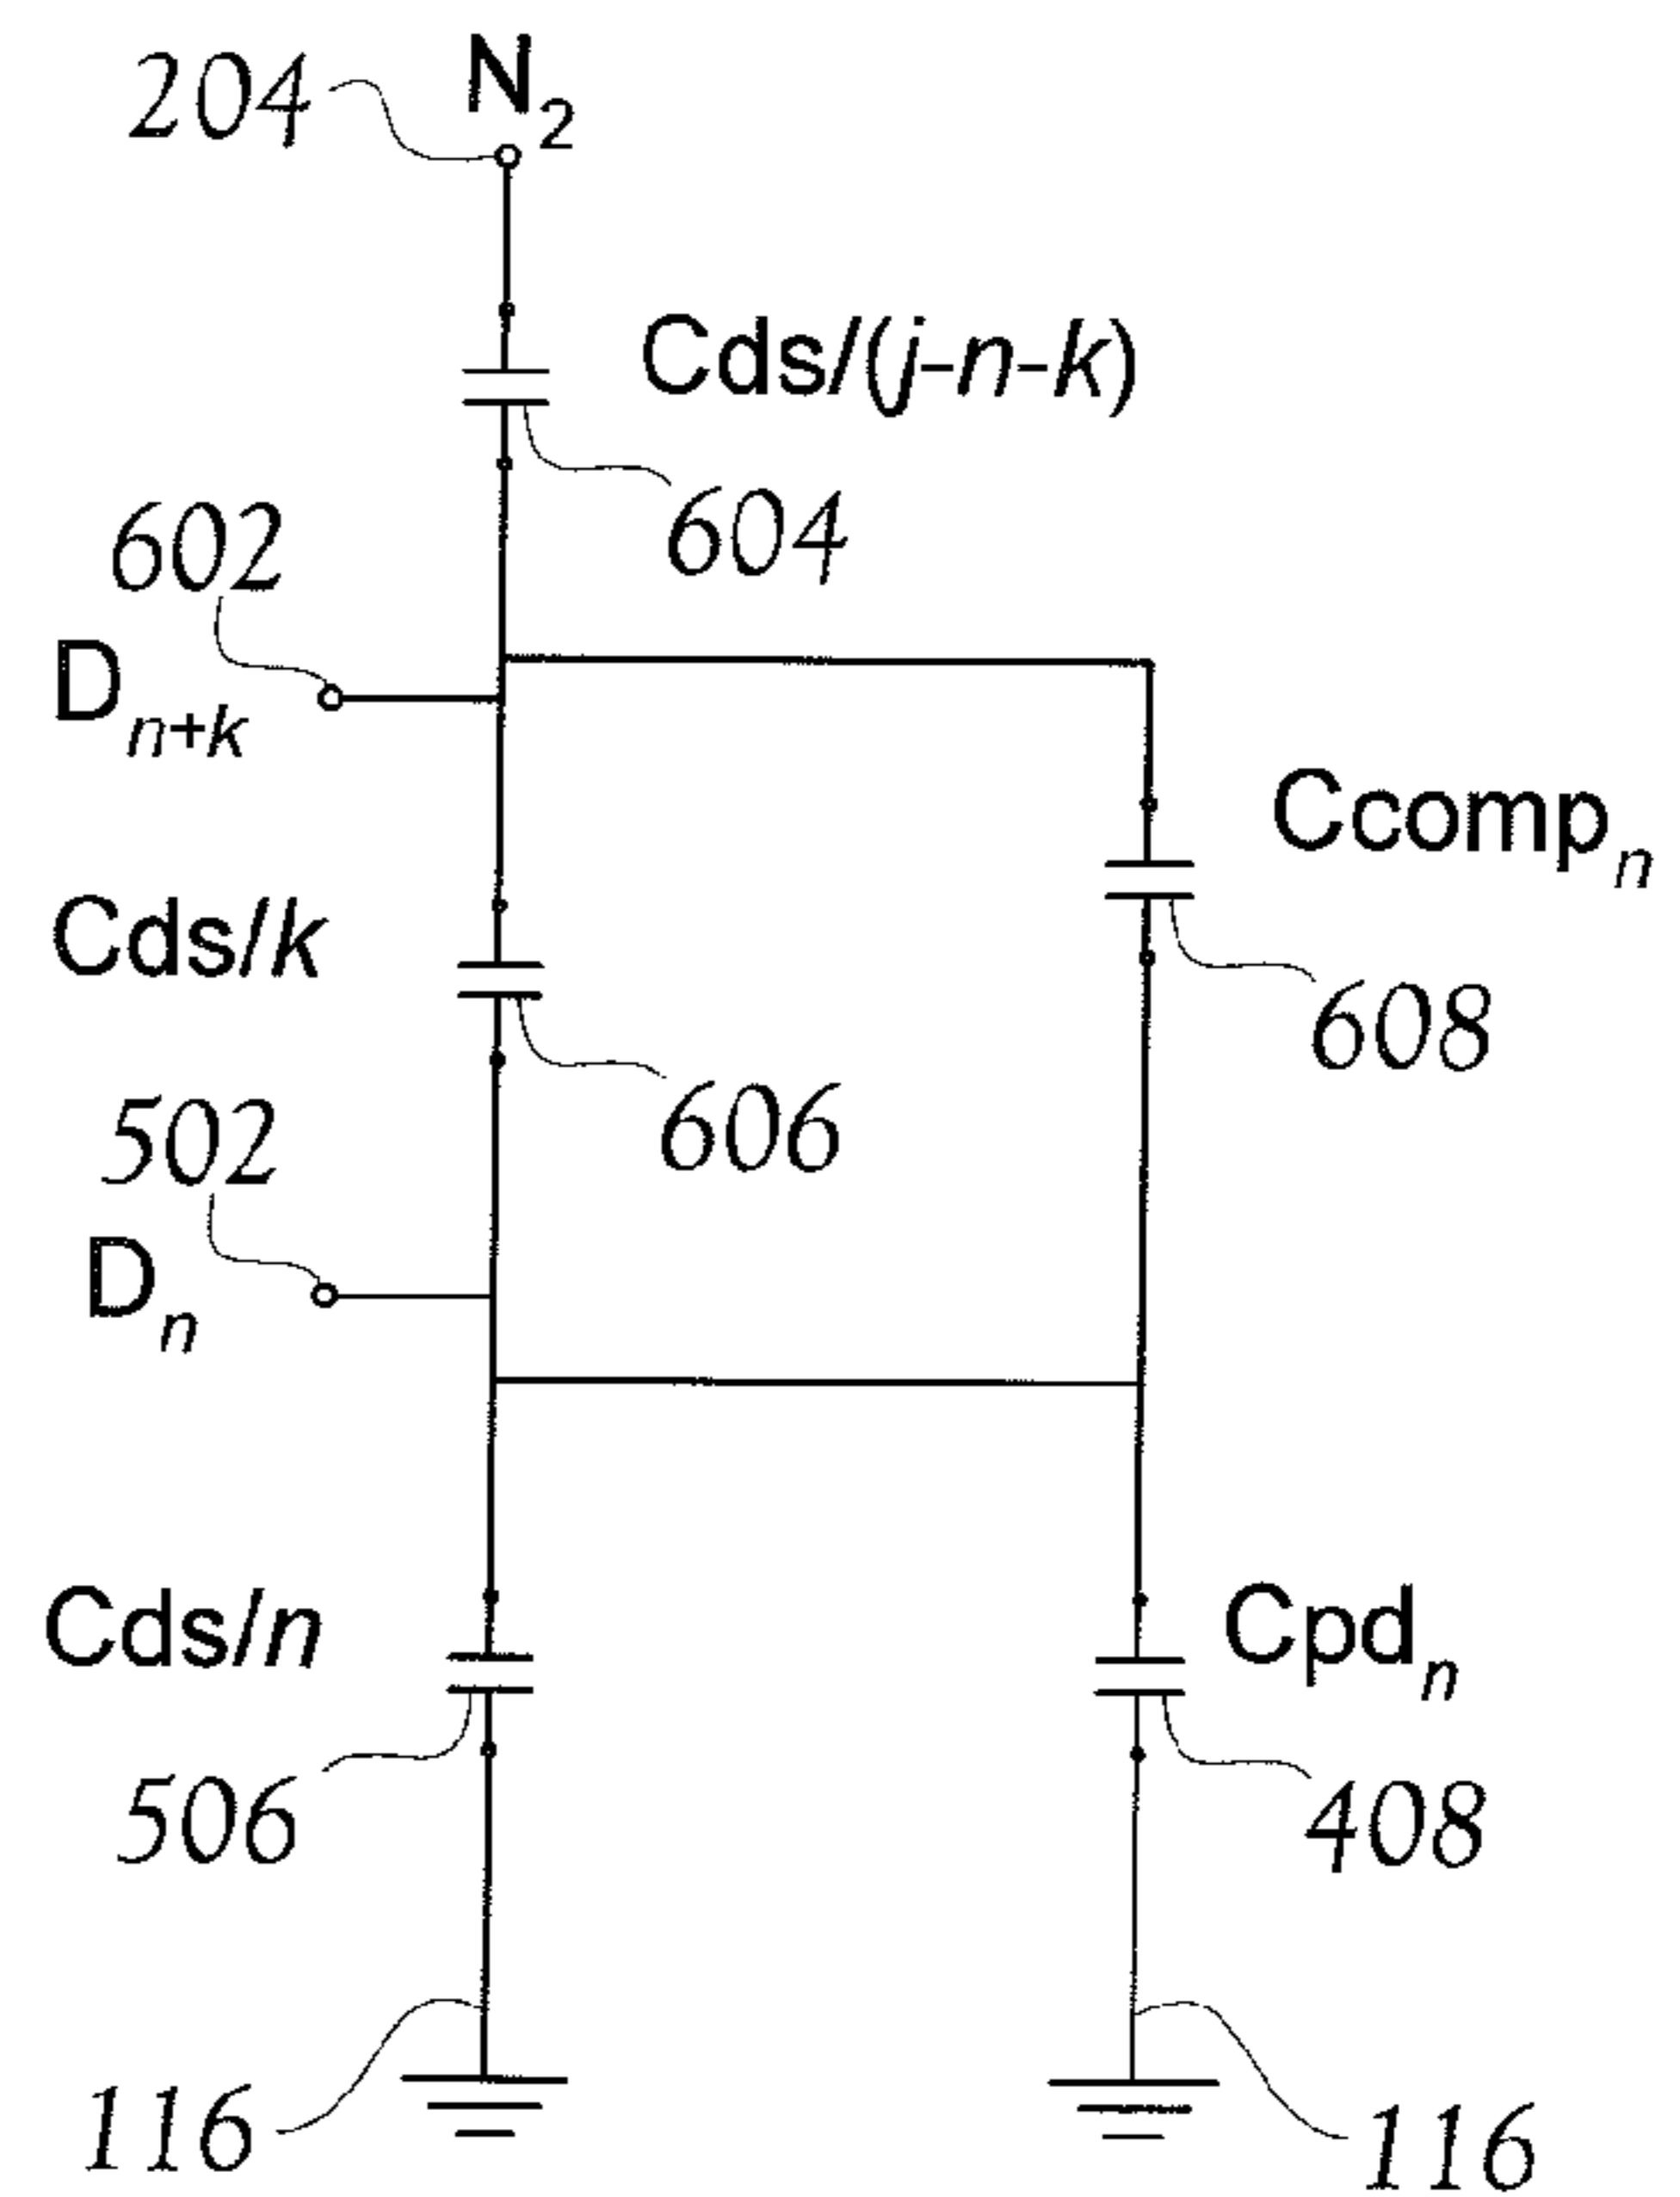 204 N₂
Cds/(j-n-k)
604
602
Dₙ₊ₖ
Ccompₙ
Cds/k
608
606
502
Dₙ
Cds/n
Cpdₙ
506
408
116
116